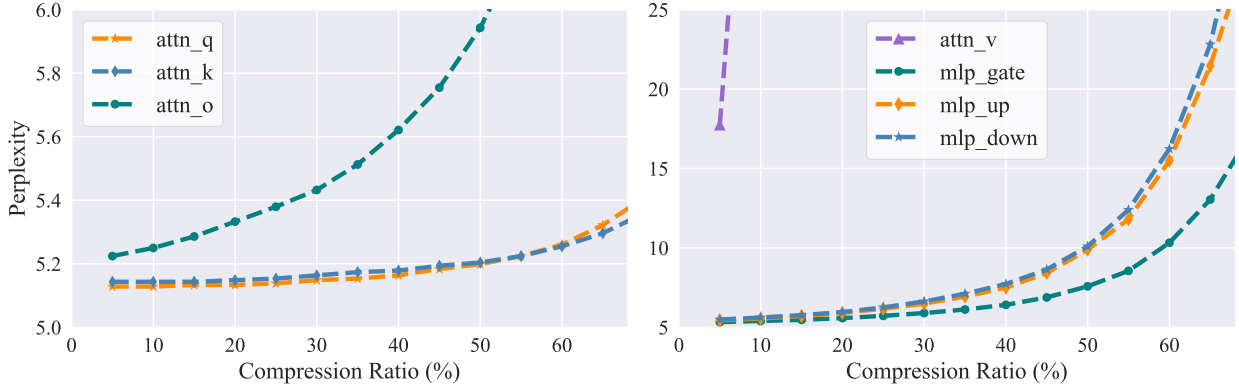 6.0
5.8
5.6
5.4
5.2
5.0
Perplexity
attn_q
attn_k
attn_o
0 10 20 30 40 50 60
Compression Ratio (%)
25
20
15
10
5
attn_v
mlp_gate
mlp_up
mlp_down
0 10 20 30 40 50 60
Compression Ratio (%)